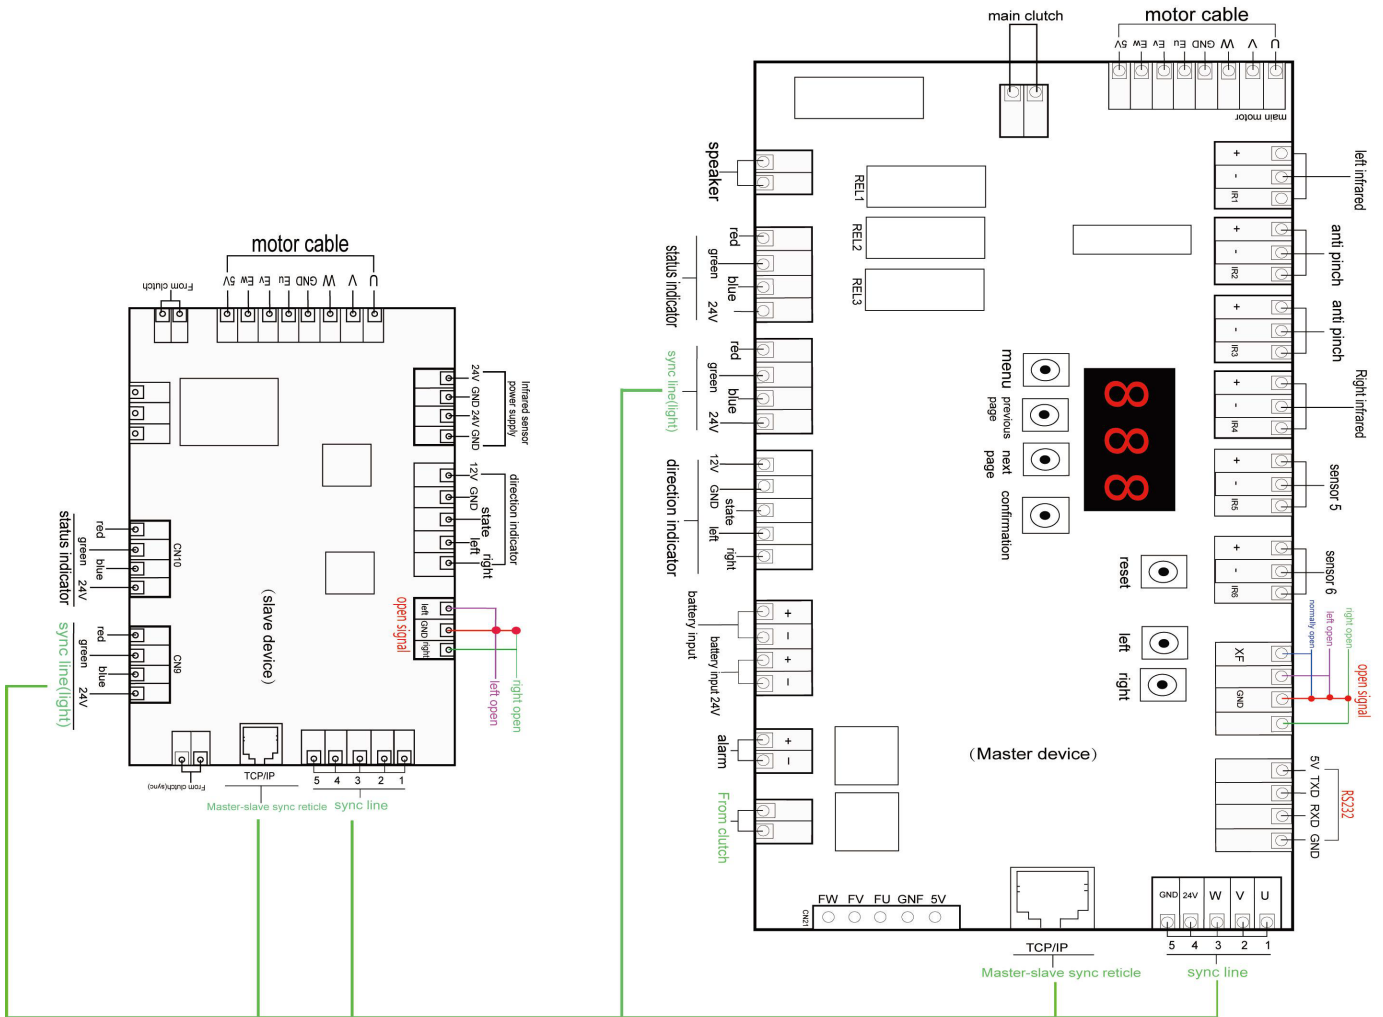 motor cable
From clutch
5V
Ew
Ev
Eu
GND
W
V
U
24V
GND
24V
GND
Infrared sensor
power supply
12V
GND
state
left
right
direction indicator
left
GND
right
open signal
left open
right open
CN10
red
green
blue
24V
status indicator
CN9
red
green
blue
24V
sync line(light)
(slave device)
From clutch(sync)
TCP/IP
Master-slave sync reticle
5 4 3 2 1
sync line
main clutch
motor cable
5V
Ew
Ev
Eu
GND
W
V
U
main motor
speaker
red
green
blue
24V
status indicator
red
green
blue
24V
sync line(light)
12V
GND
state
left
right
direction indicator
+
-
battery input
+
-
battery input 24V
+
-
alarm
From clutch
REL1
REL2
REL3
menu
previous
page
next
page
confirmation
888
reset
left
right
(Master device)
+
-
IR1
left infrared
+
-
IR2
anti pinch
+
-
IR3
anti pinch
+
-
IR4
Right infrared
+
-
IR5
sensor 5
+
-
IR6
sensor 6
XF
GND
normally open
left open
right open
open signal
5V
TXD
RXD
GND
RS232
CN21
FW FV FU GNF 5V
TCP/IP
Master-slave sync reticle
GND 24V W V U
5 4 3 2 1
sync line